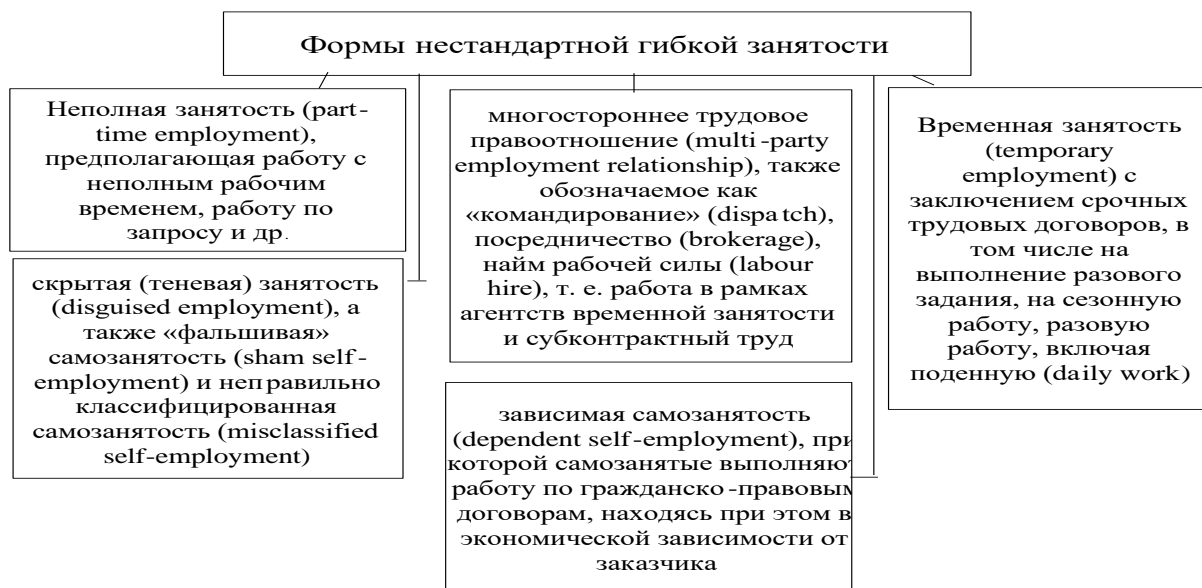 Формы нестандартной гибкой занятости
Неполная занятость (part-
time employment),
предполагающая работу с
неполным рабочим
временем, работу по
запросу и др.
скрытая (теневая) занятость
(disguised employment), а
также «фальшивая»
самозанятость (sham self-
employment) и неправильно
классифицированная
самозанятость (misclassified
self-employment)
многостороннее трудовое
правоотношение (multi-party
employment relationship), также
обозначаемое как
«командирование» (dispatch),
посредничество (brokerage),
найм рабочей силы (labour
hire), т. е. работа в рамках
агентств временной занятости
и субконтрактный труд
зависимая самозанятость
(dependent self-employment), при
которой самозанятые выполняют
работу по гражданско-правовым
договорам, находясь при этом в
экономической зависимости от
заказчика
Временная занятость
(temporary
employment) с
заключением срочных
трудовых договоров, в
том числе на
выполнение разового
задания, на сезонную
работу, разовую
работу, включая
поденную (daily work)